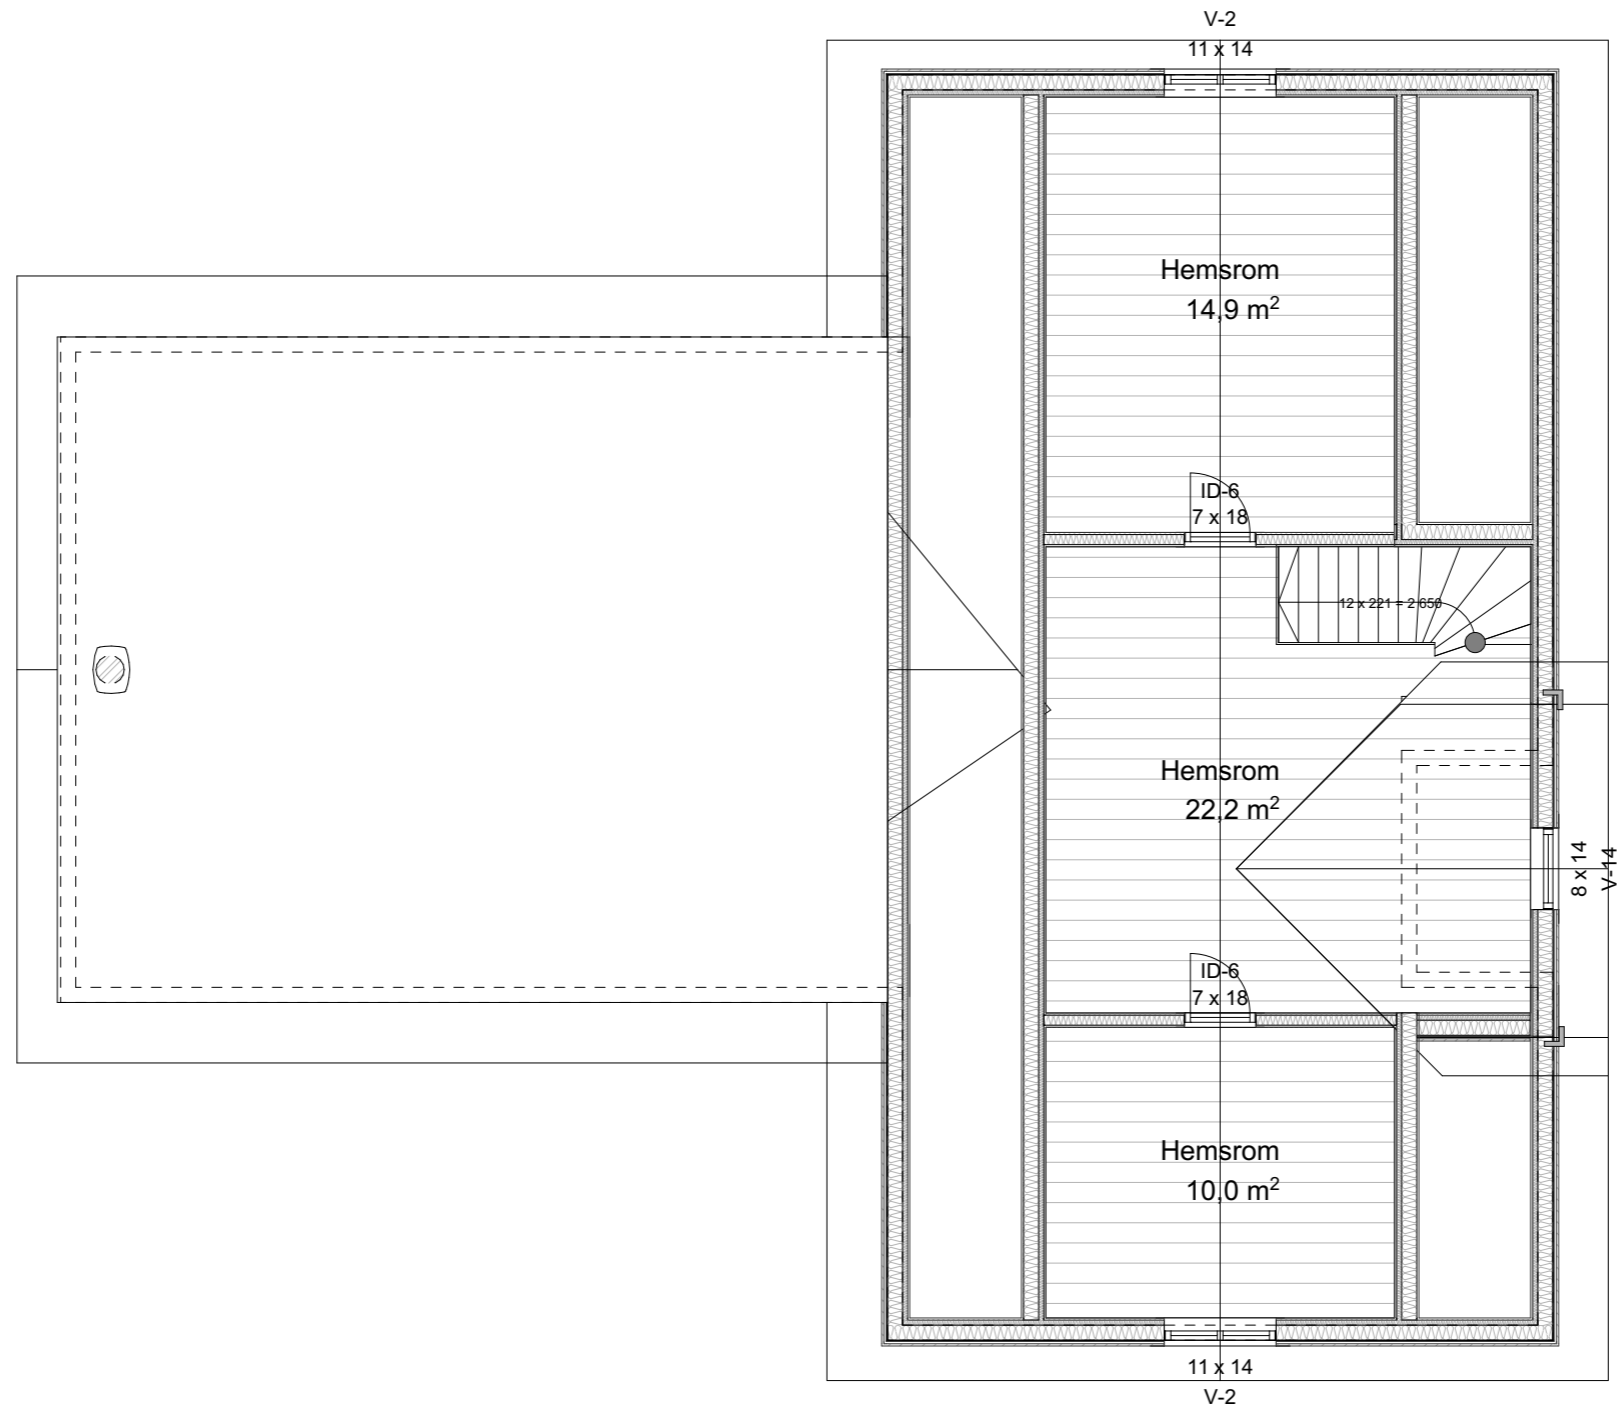 V-2
11 x 14
Hemsrom
14,9 m²
ID-6
7 x 18
12 x 221 = 2 650
Hemsrom
22,2 m²
8 x 14
V-14
ID-6
7 x 18
Hemsrom
10,0 m²
11 x 14
V-2